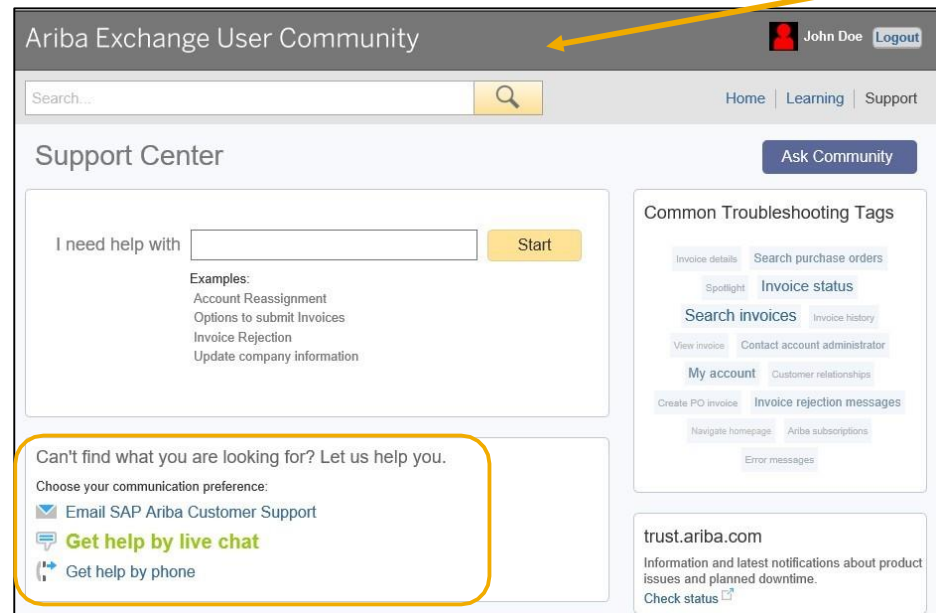 Ariba Exchange User Community
John Doe Logout
Search...
Home | Learning | Support
Support Center
Ask Community
I need help with
Start
Examples:
Account Reassignment
Options to submit Invoices
Invoice Rejection
Update company information
Common Troubleshooting Tags
Invoice details Search purchase orders
Spotlight Invoice status
Search invoices Invoice history
View invoice Contact account administrator
My account Customer relationships
Create PO invoice Invoice rejection messages
Navigate homepage Ariba subscriptions
Error messages
Can't find what you are looking for? Let us help you.
Choose your communication preference:
Email SAP Ariba Customer Support
Get help by live chat
Get help by phone
trust.ariba.com
Information and latest notifications about product
issues and planned downtime.
Check status